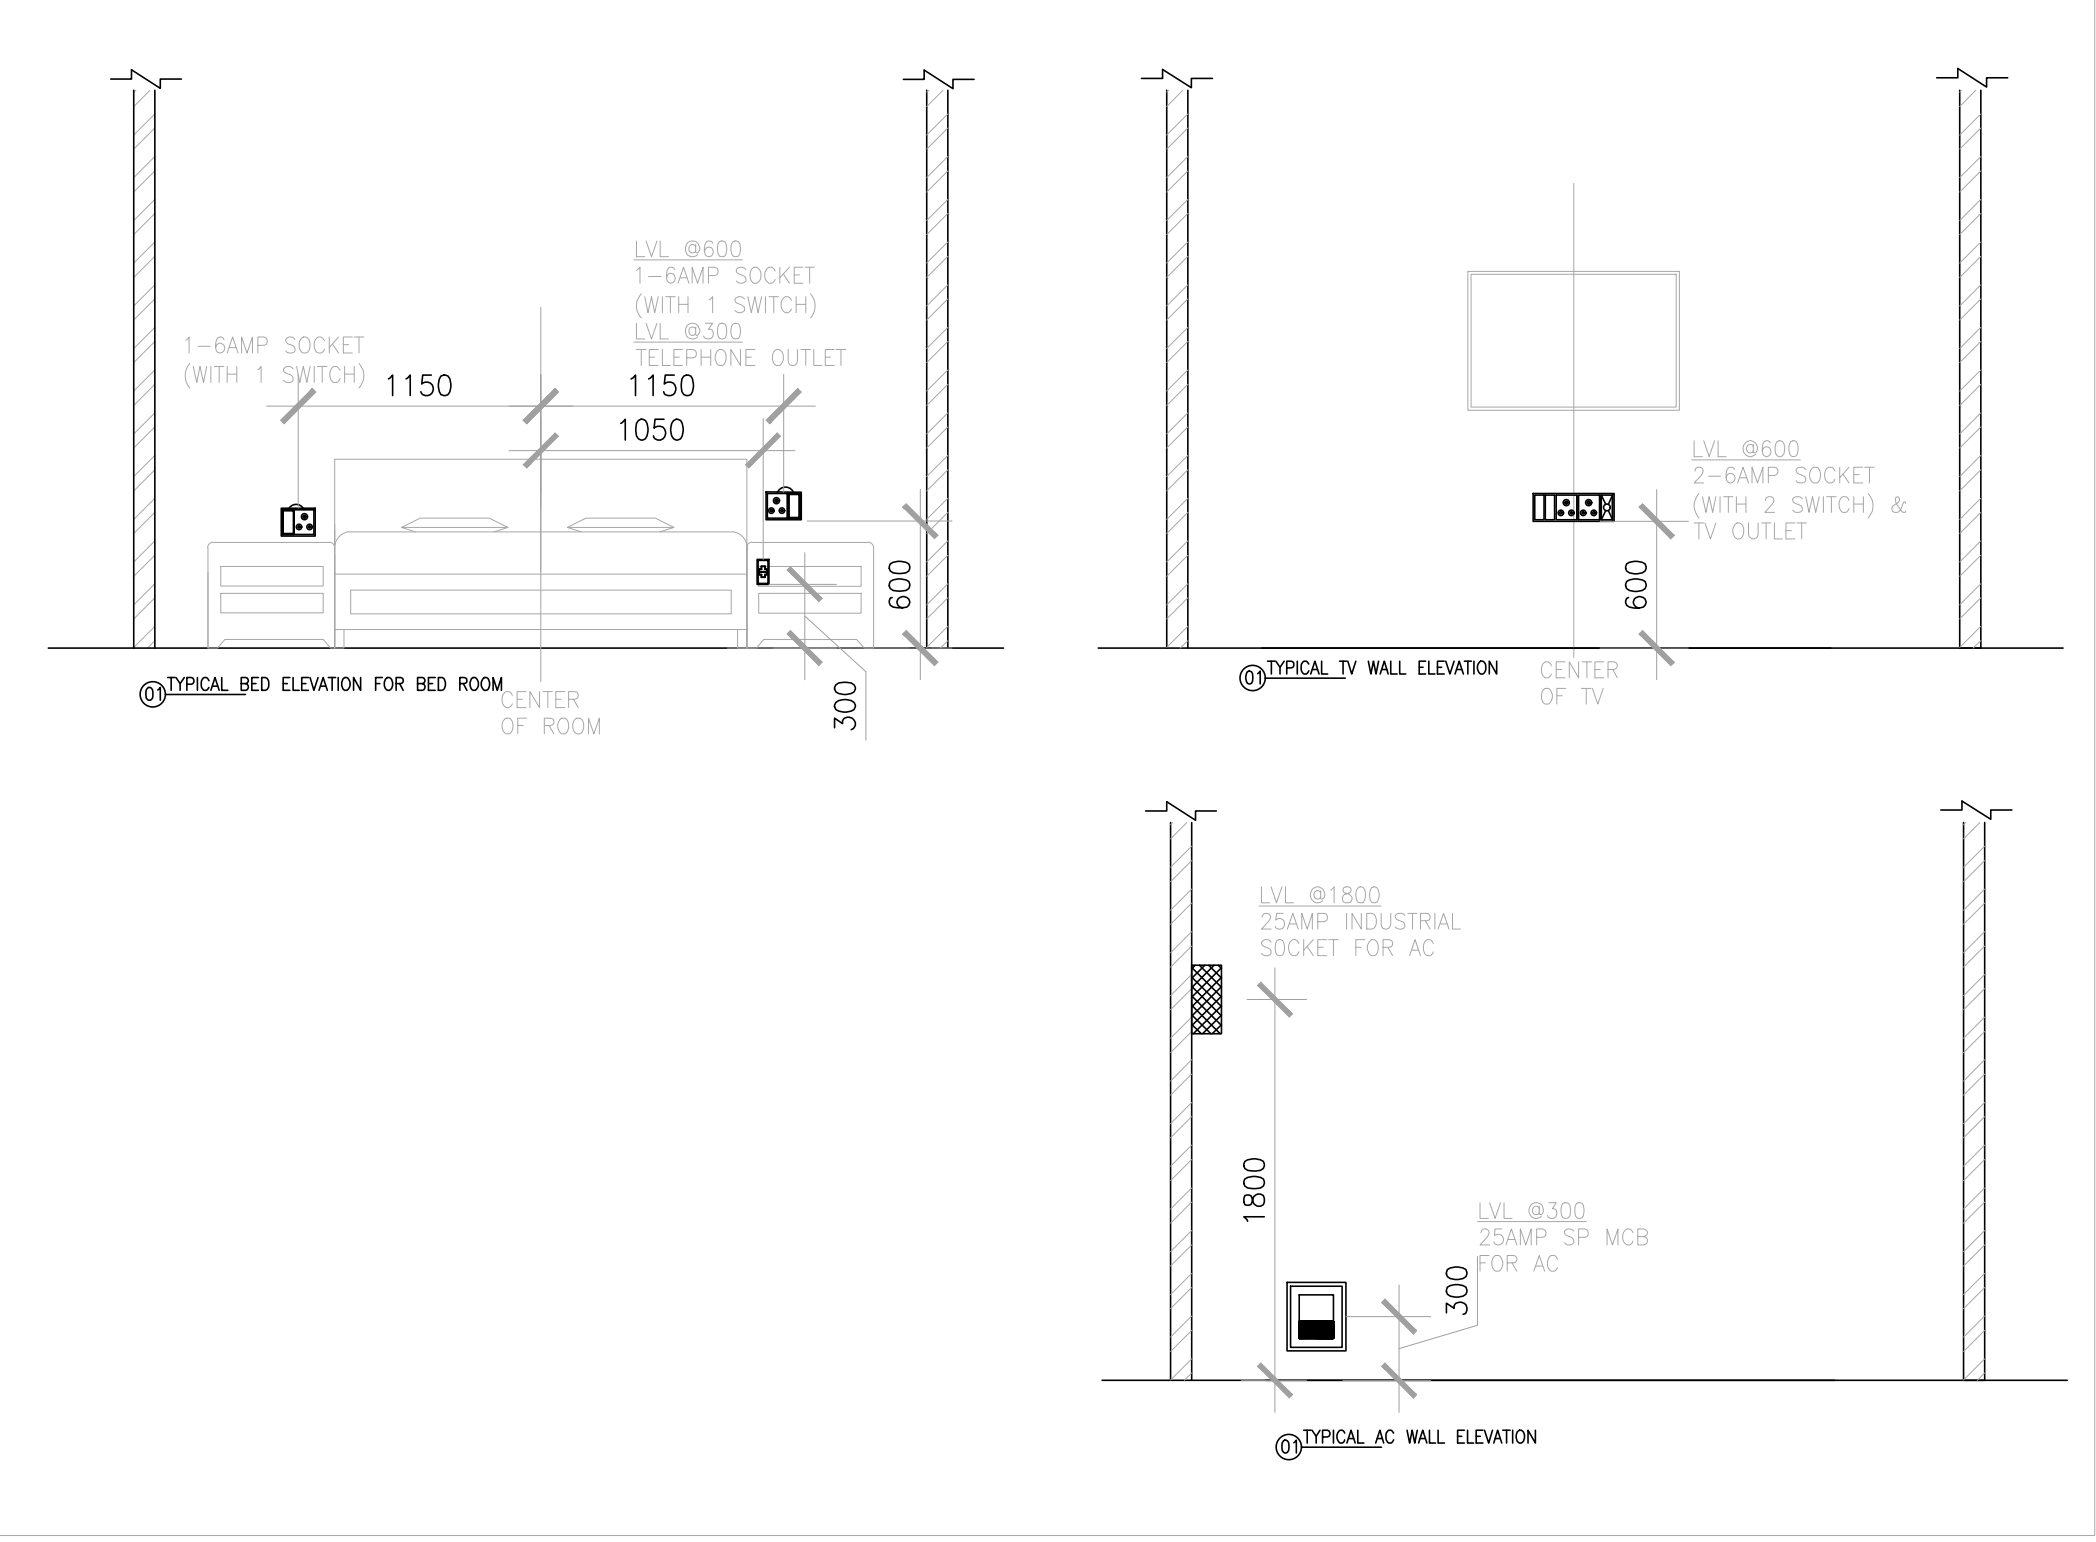 LVL @600
1-6AMP SOCKET
(WITH 1 SWITCH)
LVL @300
TELEPHONE OUTLET
1-6AMP SOCKET
(WITH 1 SWITCH)
1150
1150
1050
600
300
01 TYPICAL BED ELEVATION FOR BED ROOM
CENTER
OF ROOM
LVL @600
2-6AMP SOCKET
(WITH 2 SWITCH) &
TV OUTLET
600
01 TYPICAL TV WALL ELEVATION
CENTER
OF TV
LVL @1800
25AMP INDUSTRIAL
SOCKET FOR AC
1800
LVL @300
25AMP SP MCB
FOR AC
300
01 TYPICAL AC WALL ELEVATION